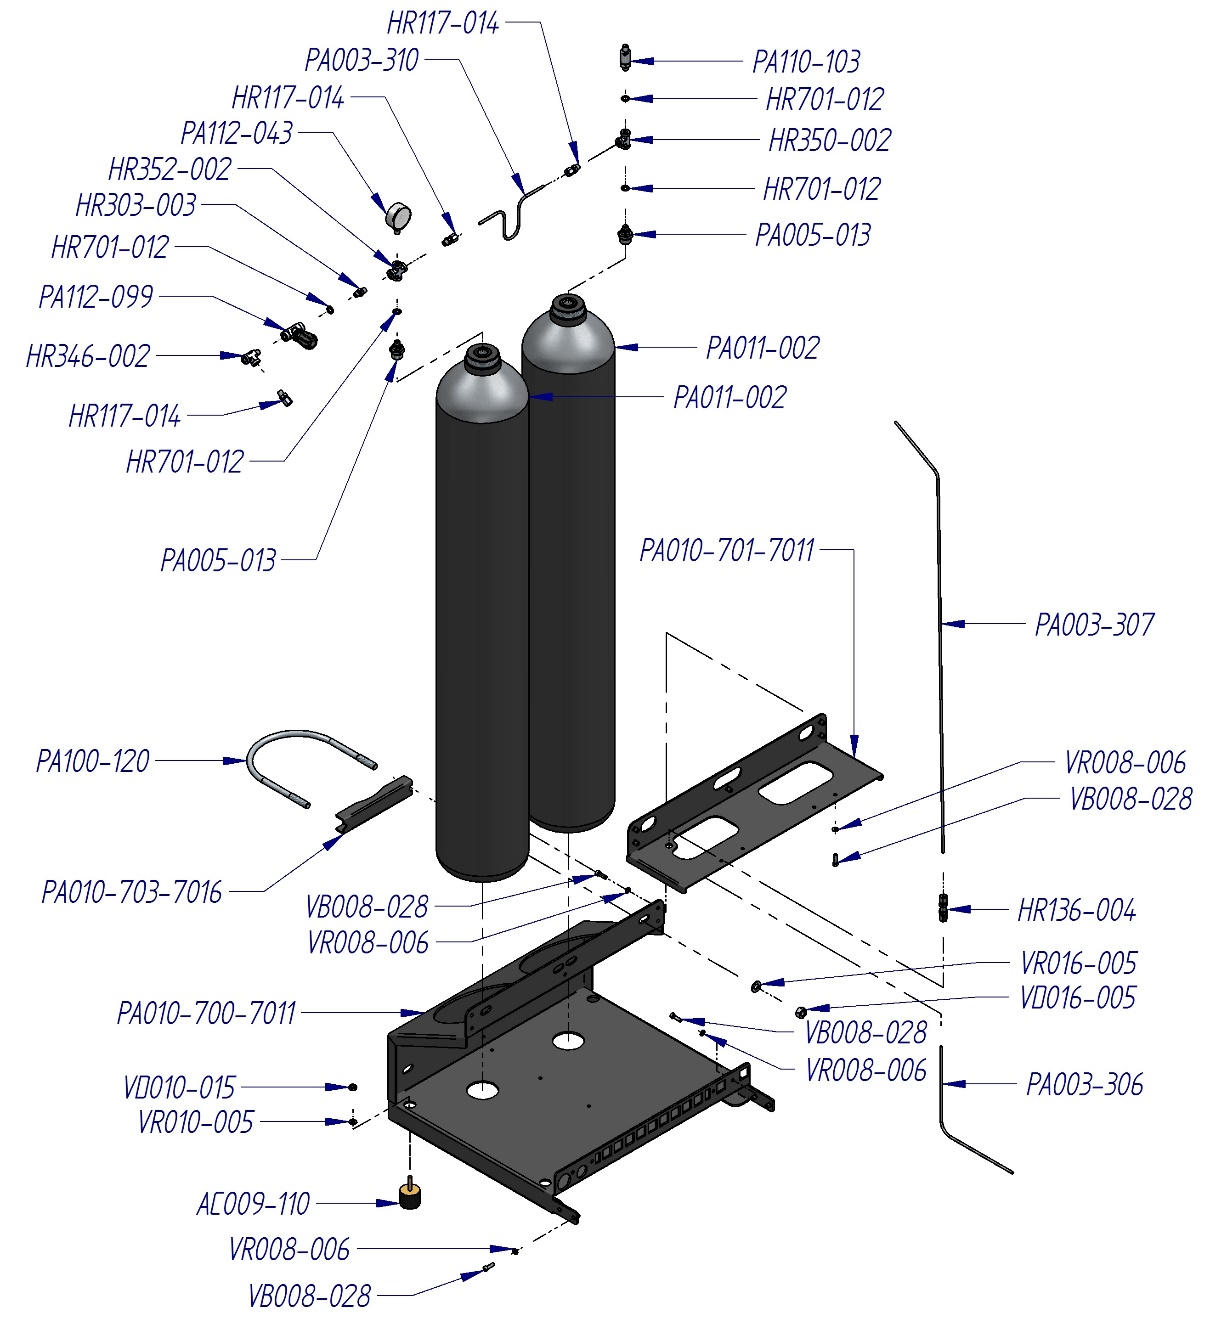 HR117-014
PA003-310
PA110-103
HR117-014
HR701-012
PA112-043
HR350-002
HR352-002
HR701-012
HR303-003
PA005-013
HR701-012
PA112-099
HR346-002
PA011-002
PA011-002
HR117-014
HR701-012
PA005-013
PA010-701-7011
PA003-307
PA100-120
VR008-006
VB008-028
PA010-703-7016
VB008-028
HR136-004
VR008-006
VR016-005
VD016-005
PA010-700-7011
VB008-028
VR008-006
VD010-015
PA003-306
VR010-005
AC009-110
VR008-006
VB008-028